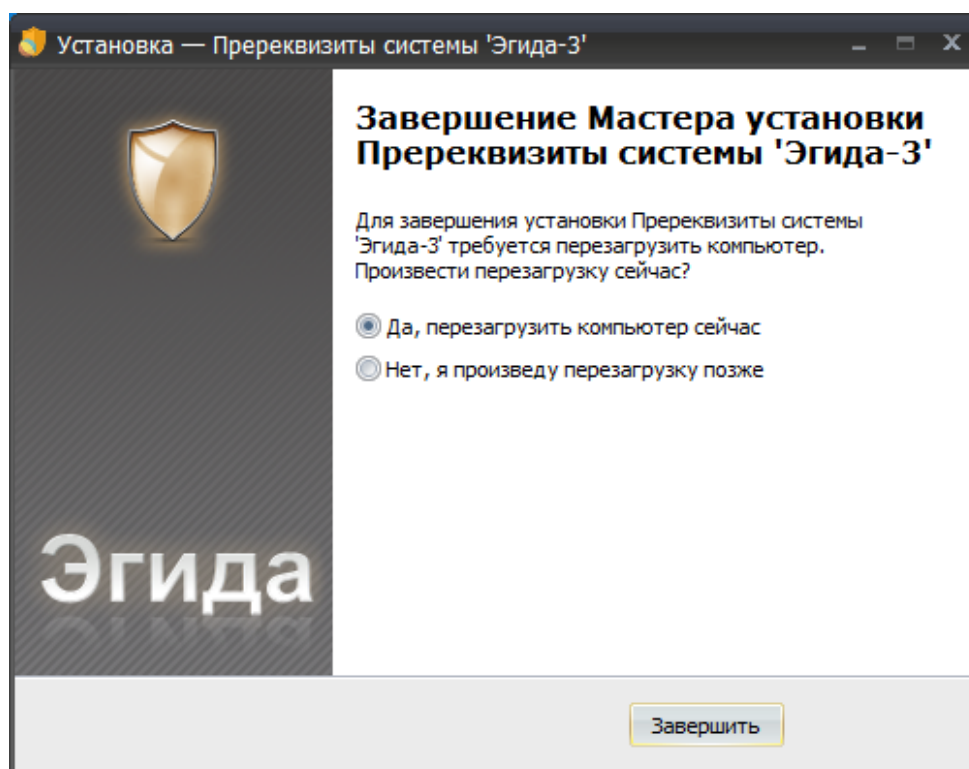 Установка — Пререквизиты системы 'Эгида-3'
Завершение Мастера установки
Пререквизиты системы 'Эгида-3'
Для завершения установки Пререквизиты системы
'Эгида-3' требуется перезагрузить компьютер.
Произвести перезагрузку сейчас?
Да, перезагрузить компьютер сейчас
Нет, я произведу перезагрузку позже
Эгида
Завершить